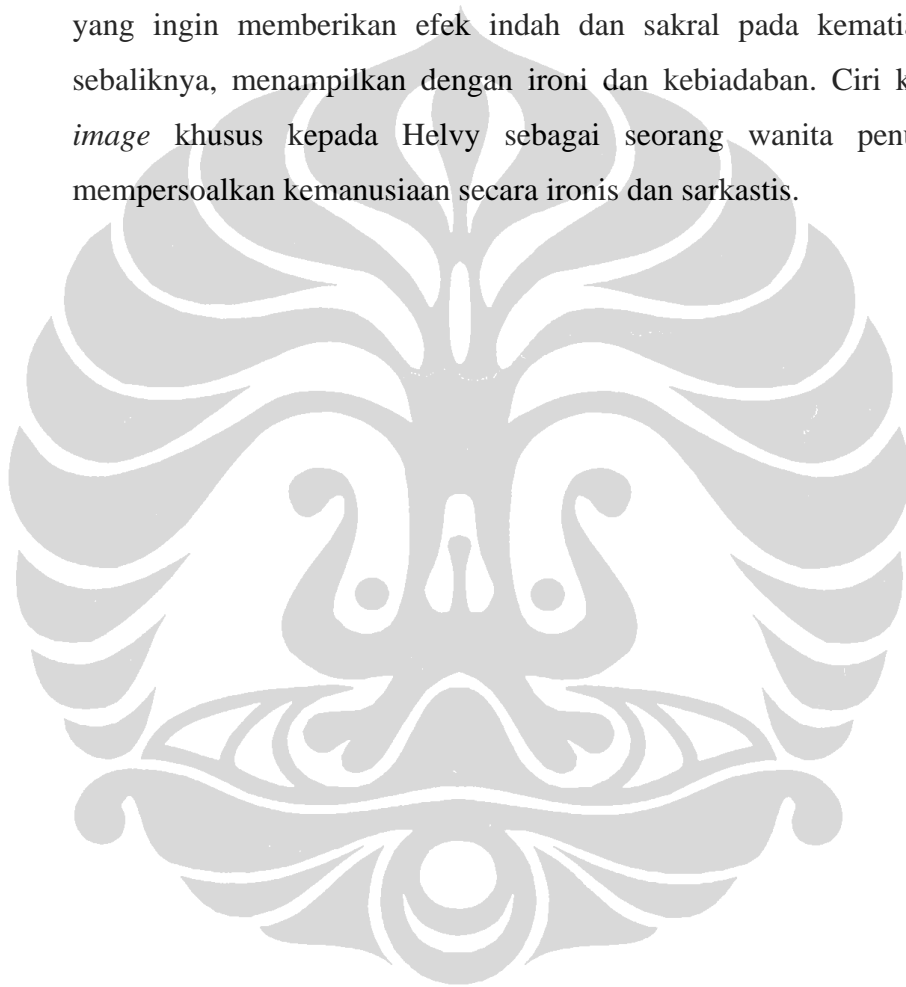 yang ingin memberikan efek indah dan sakral pada
sebaliknya, menampilkan dengan ironi dan kebiadaban. Ciri
image khusus kepada Helvy sebagai seorang wanita
mempersoalkan kemanusiaan secara ironis dan sarkastis.